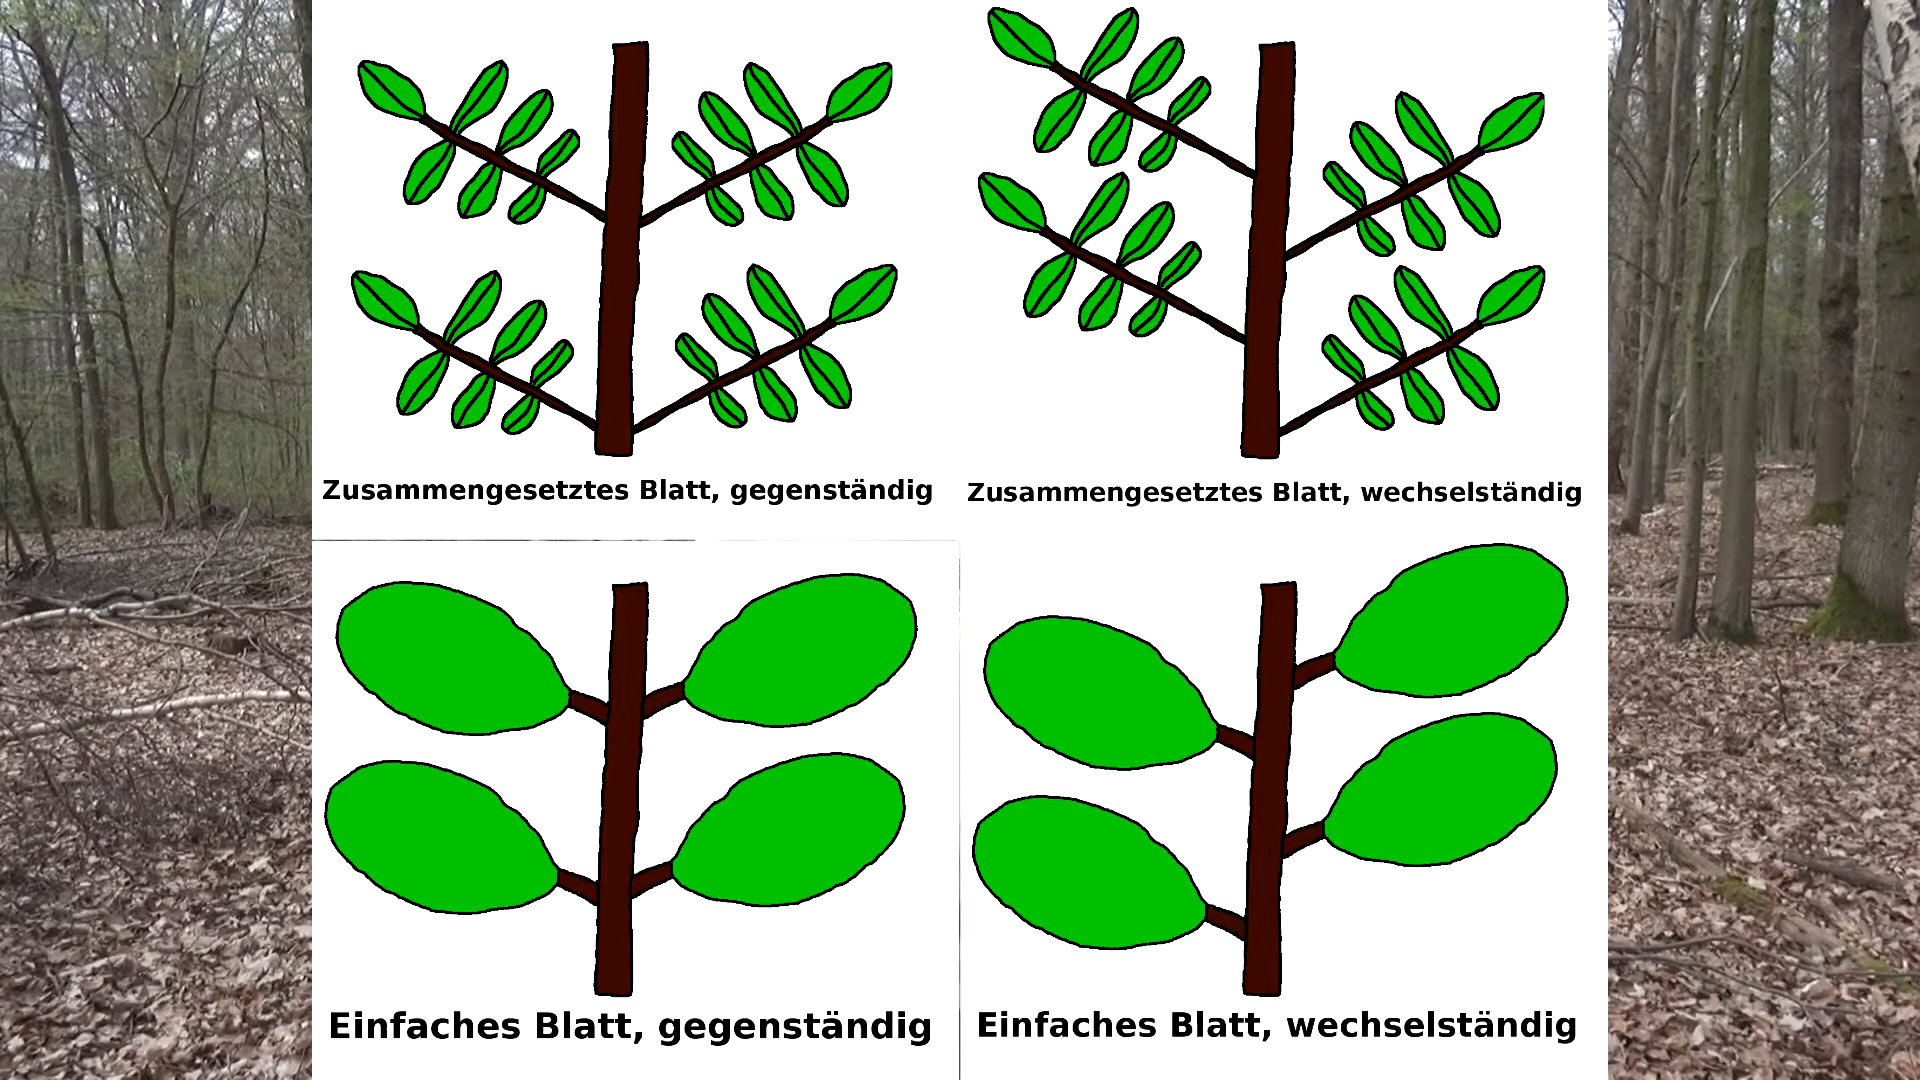 Zusammengesetztes Blatt, gegenständig
Zusammengesetztes Blatt, wechselständig
Einfaches Blatt, gegenständig
Einfaches Blatt, wechselständig